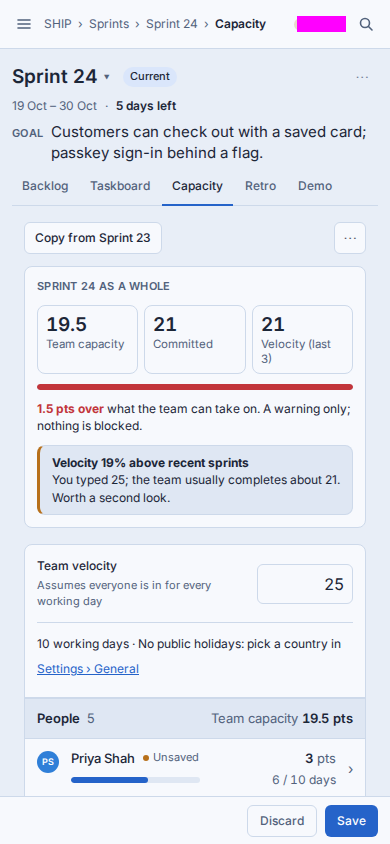 SHIP › Sprints › Sprint 24 › Capacity
Sprint 24 ▾ Current ...
19 Oct – 30 Oct · 5 days left
GOAL Customers can check out with a saved card;
passkey sign-in behind a flag.
Backlog Taskboard Capacity Retro Demo
Copy from Sprint 23 ...
SPRINT 24 AS A WHOLE
19.5 21 21
Team capacity Committed Velocity (last
3)
1.5 pts over what the team can take on. A warning only;
nothing is blocked.
Velocity 19% above recent sprints
You typed 25; the team usually completes about 21.
Worth a second look.
Team velocity
Assumes everyone is in for every
working day
25
10 working days · No public holidays: pick a country in
Settings › General
People 5 Team capacity 19.5 pts
PS Priya Shah Unsaved 3 pts ›
6 / 10 days
Discard Save